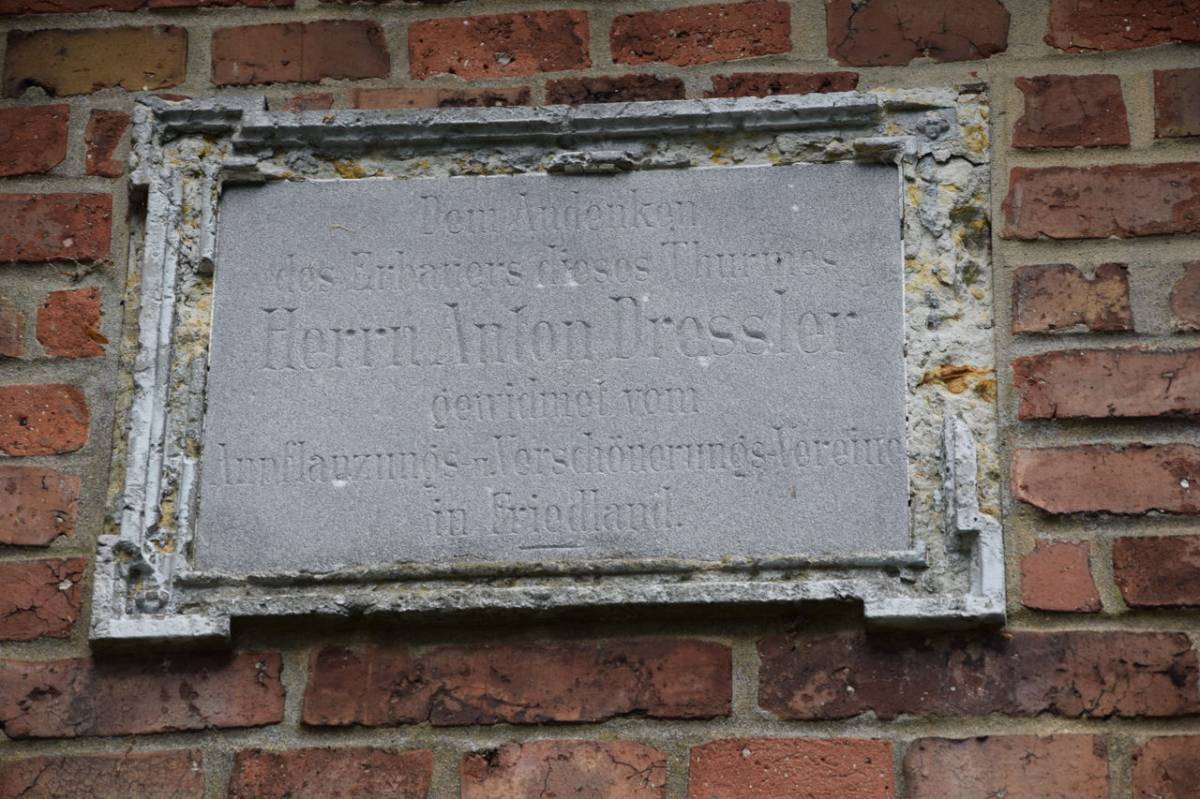 Dem Andenken
des Erbauers dieses Thurmes
Herrn Anton Dressler
gewidmet vom
Anpflanzungs- u. Verschönerungs-Vereine
in Friedland.